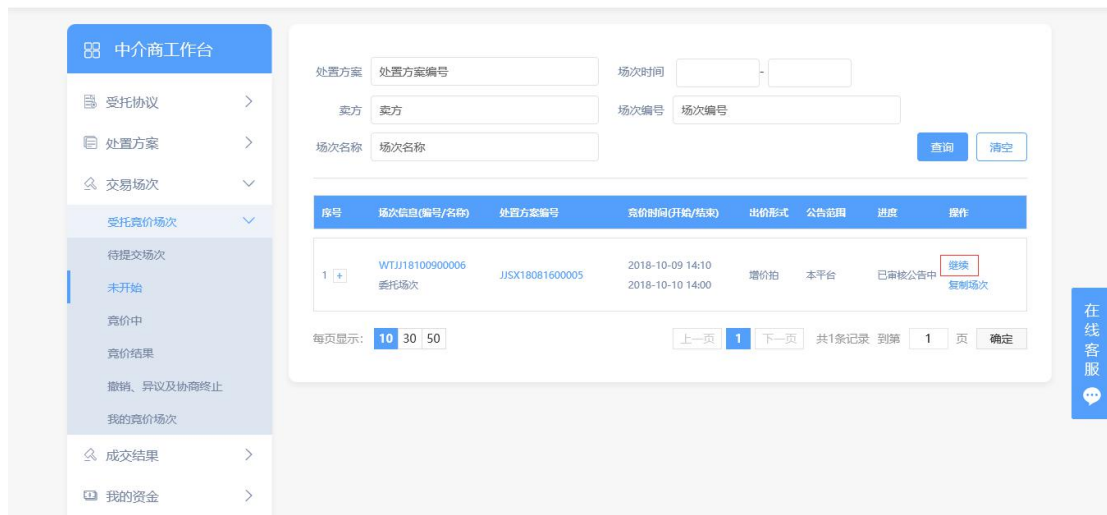 中介商工作台
受托协议
处置方案
交易场次
受托竞价场次
待提交场次
未开始
竞价中
竞价结果
撤销、异议及协商终止
我的竞价场次
成交结果
我的资金
处置方案 处置方案编号 场次时间 -
卖方 卖方 场次编号 场次编号
场次名称 场次名称 查询 清空
序号 场次信息(编号/名称) 处置方案编号 竞价时间(开始/结束) 出价形式 公告范围 进度 操作
1 + WTJJ18100900006 委托场次 JJSX18081600005 2018-10-09 14:10 2018-10-10 14:00 增价拍 本平台 已审核公告中 继续 复制场次
每页显示: 10 30 50 上一页 1 下一页 共1条记录 到第 1 页 确定
在线客服